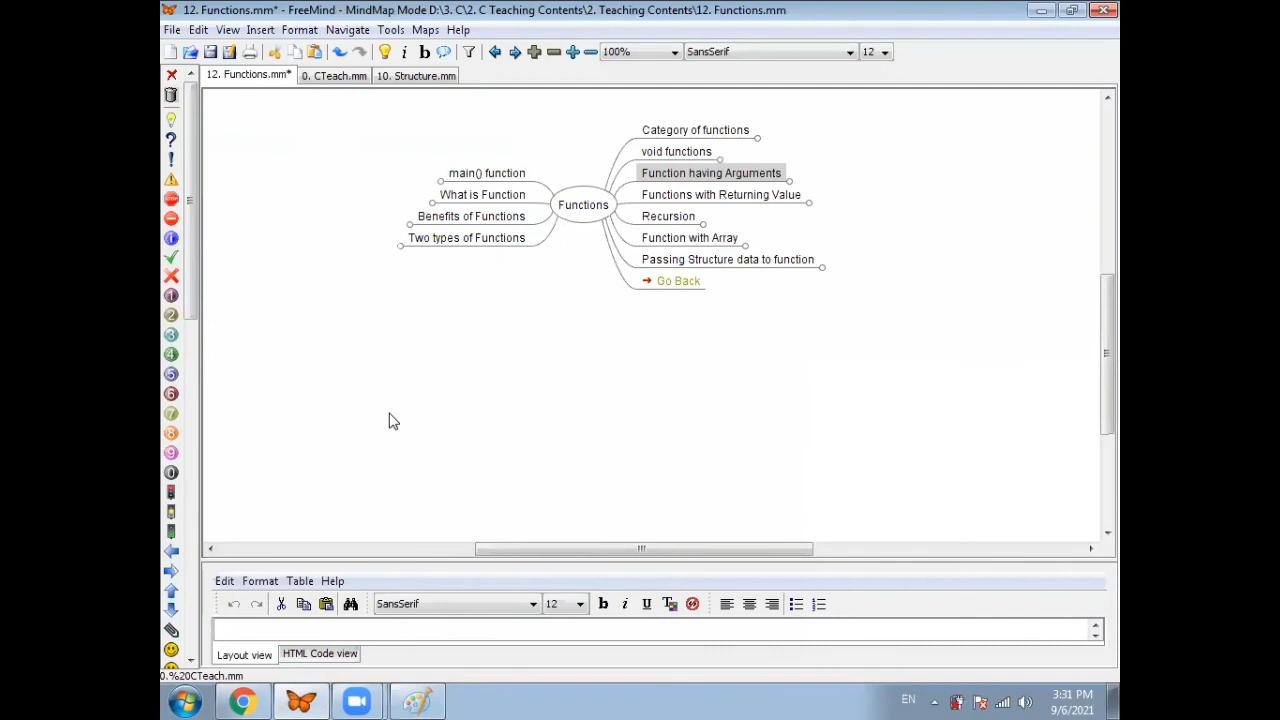 12. Functions.mm* - FreeMind - MindMap Mode D:\3. C\2. C Teaching Contents\2. Teaching Contents\12. Functions.mm
File Edit View Insert Format Navigate Tools Maps Help
100% SansSerif 12
12. Functions.mm* 0. CTeach.mm 10. Structure.mm
main() function
What is Function
Benefits of Functions
Two types of Functions
Functions
Category of functions
void functions
Function having Arguments
Functions with Returning Value
Recursion
Function with Array
Passing Structure data to function
Go Back
Edit Format Table Help
SansSerif 12 b i U
Layout view HTML Code view
0.%20CTeach.mm
EN
3:31 PM
9/6/2021